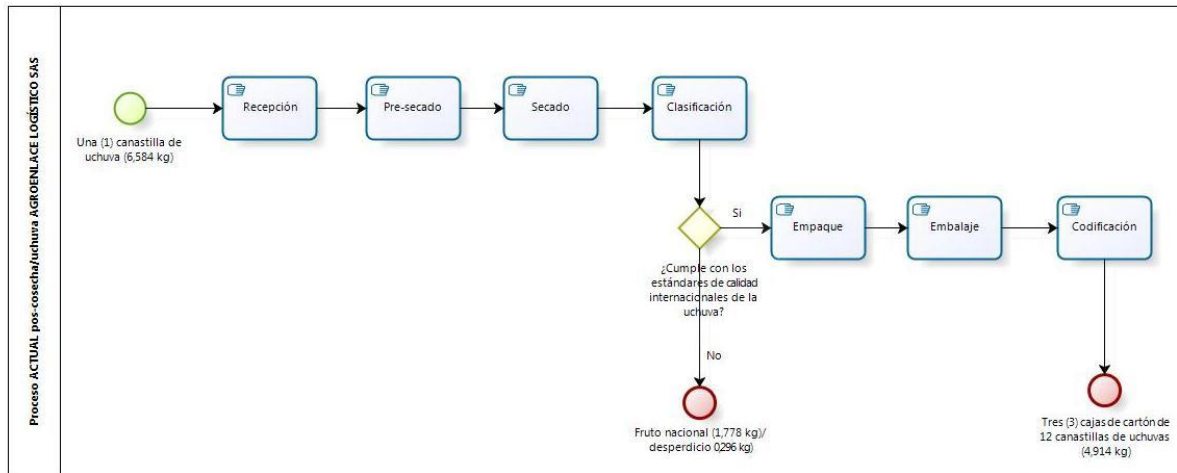 Proceso ACTUAL pos-cosecha/uchuva AGROENLACE LOGÍSTICO SAS
Una (1) canastilla de
uchuva (6,584 kg)
Recepción
Pre-secado
Secado
Clasificación
¿Cumple con los
estándares de calidad
internacionales de la
uchuva?
Si
No
Empaque
Embalaje
Codificación
Fruto nacional (1,778 kg)/
desperdicio 0,296 kg)
Tres (3) cajas de cartón de
12 canastillas de uchuvas
(4,914 kg)